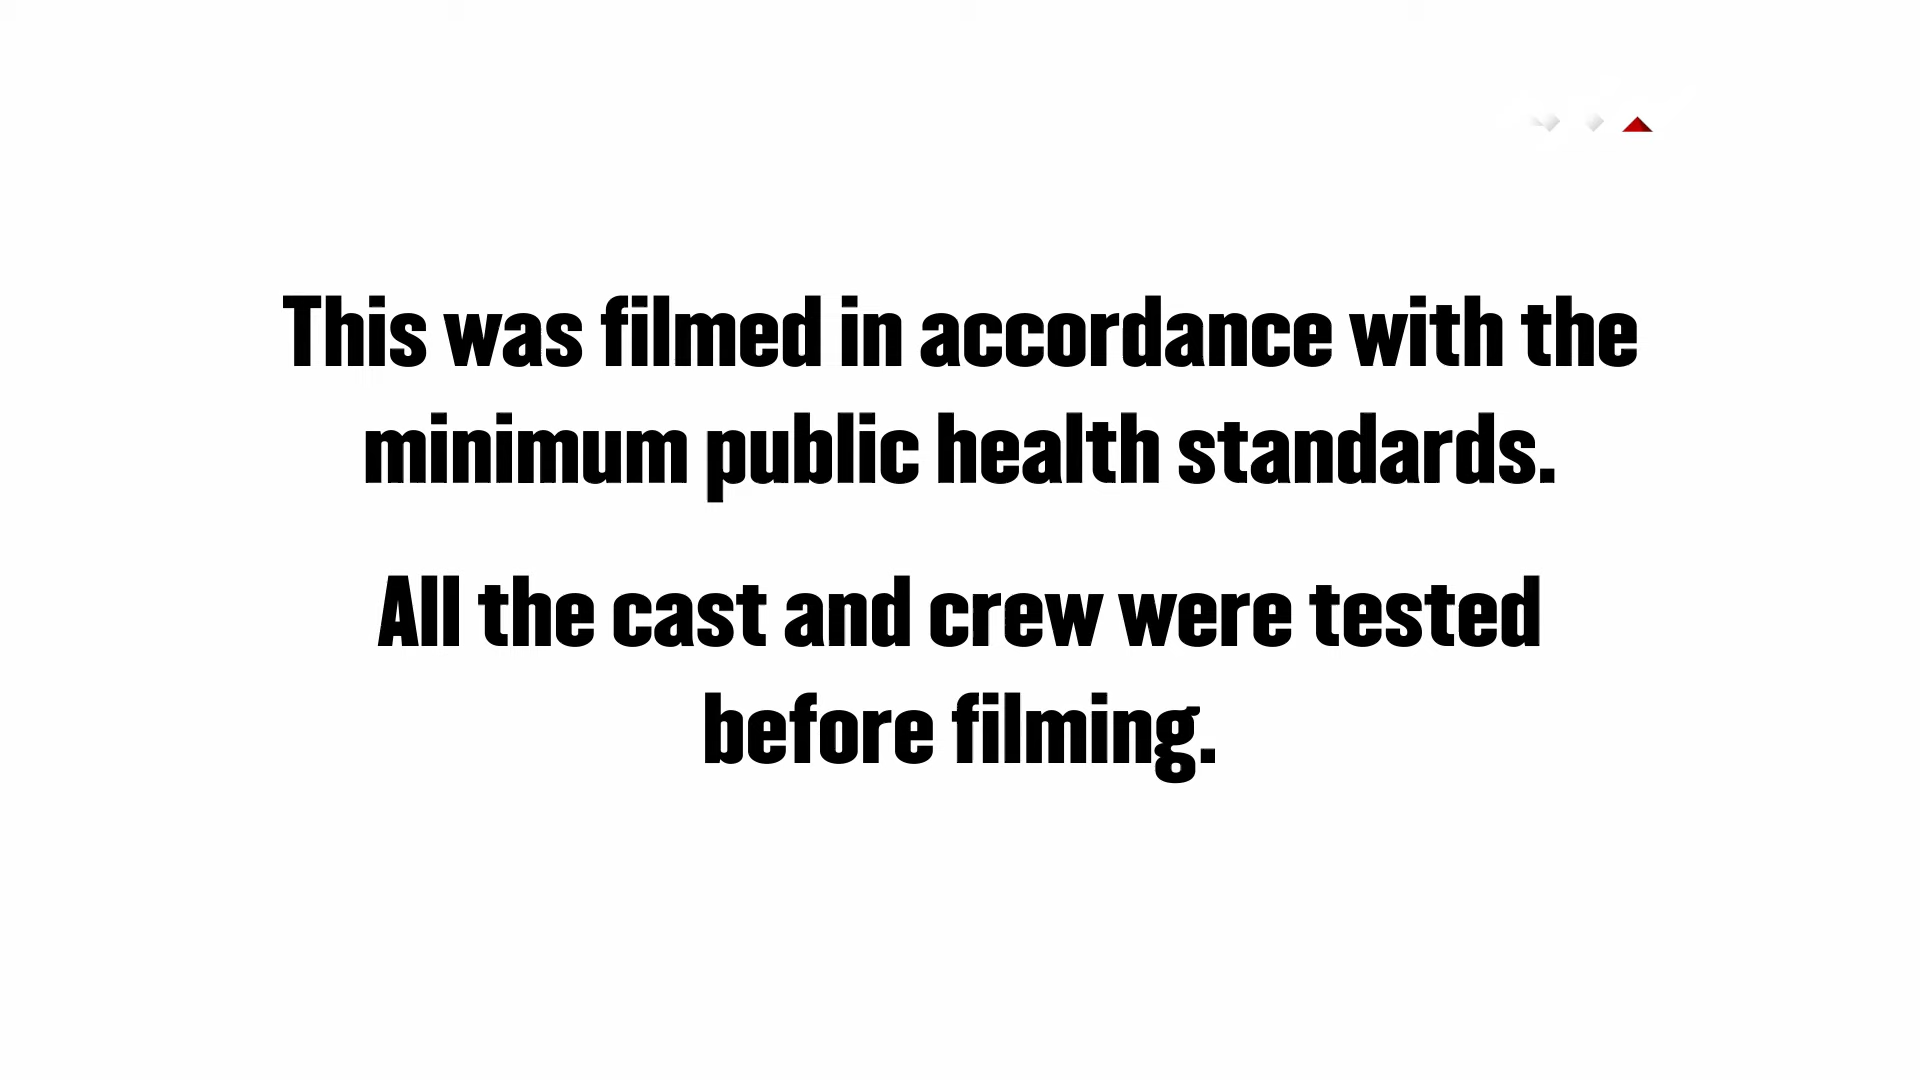 This was filmed in accordance with the
minimum public health standards.
All the cast and crew were tested
before filming.